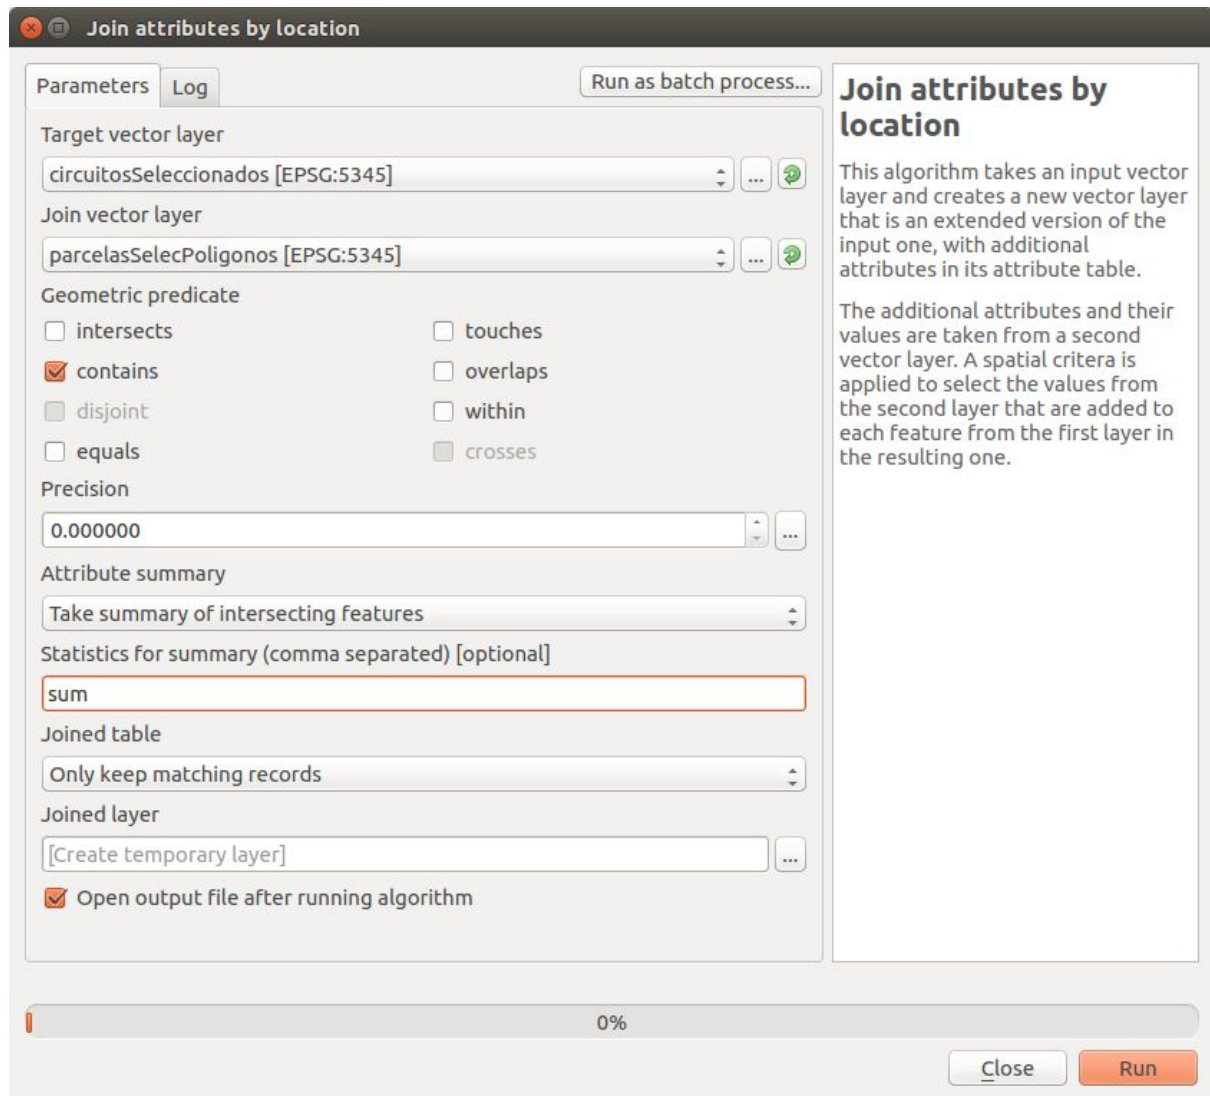 Join attributes by location
Parameters
Log
Run as batch process...
Target vector layer
circuitosSeleccionados [EPSG:5345]
...
Join vector layer
parcelasSelecPoligonos [EPSG:5345]
...
Geometric predicate
intersects
touches
contains
overlaps
disjoint
within
equals
crosses
Precision
0.000000
...
Attribute summary
Take summary of intersecting features
Statistics for summary (comma separated) [optional]
sum
Joined table
Only keep matching records
Joined layer
[Create temporary layer]
...
Open output file after running algorithm
Join attributes by
location
This algorithm takes an input vector
layer and creates a new vector layer
that is an extended version of the
input one, with additional
attributes in its attribute table.
The additional attributes and their
values are taken from a second
vector layer. A spatial critera is
applied to select the values from
the second layer that are added to
each feature from the first layer in
the resulting one.
0%
Close
Run